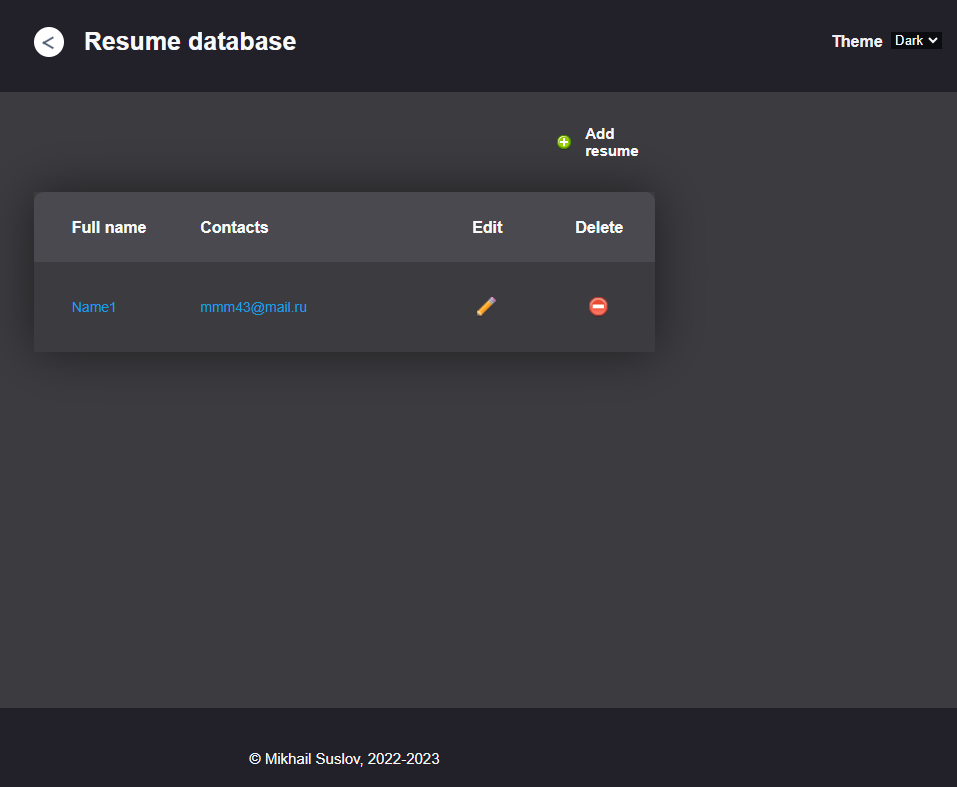 < Resume database
Theme Dark
Add
resume
Full name Contacts Edit Delete
Name1 mmm43@mail.ru
© Mikhail Suslov, 2022-2023